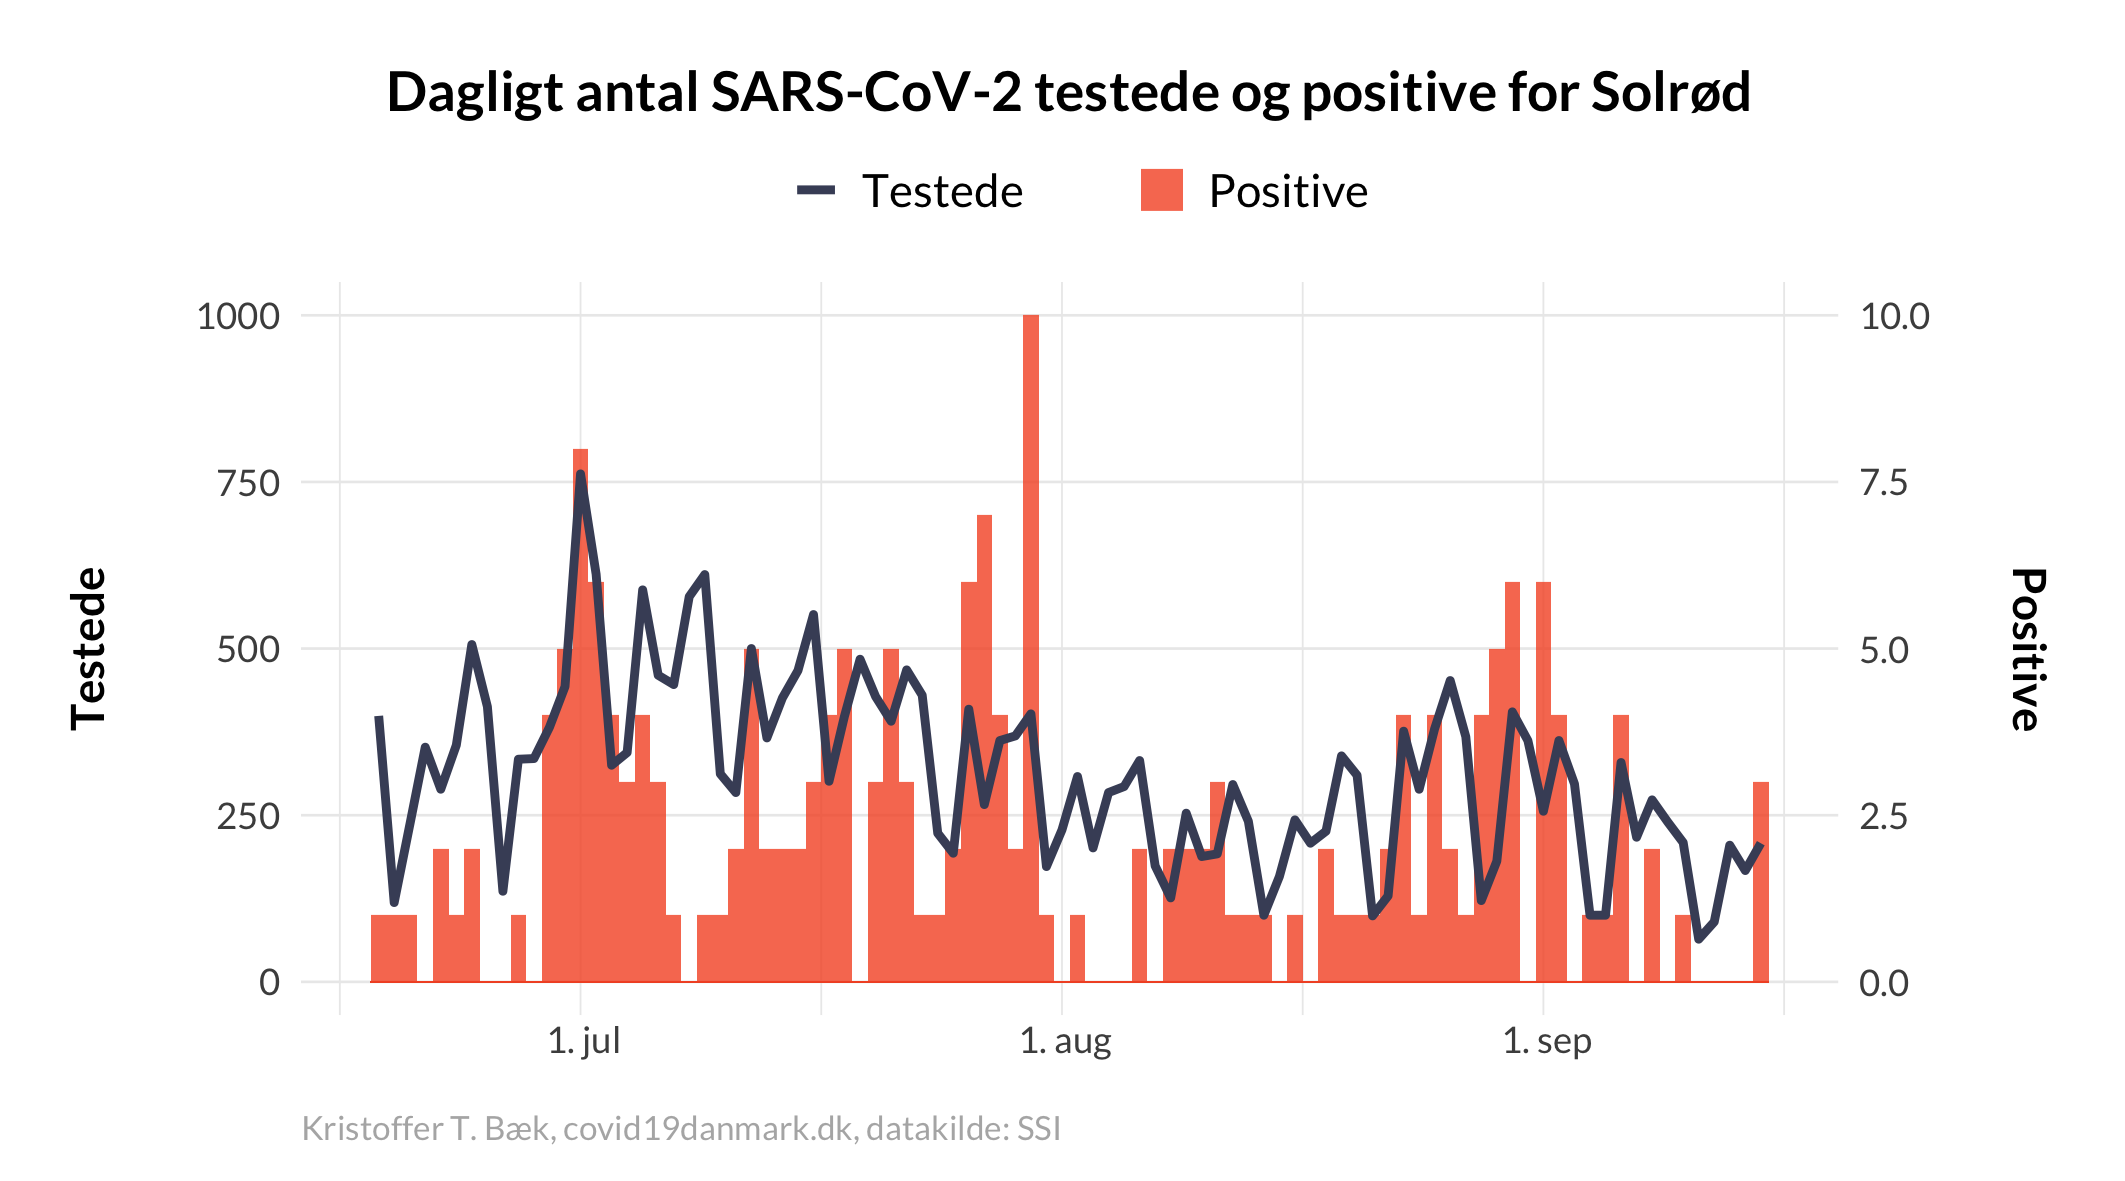 Dagligt antal SARS-CoV-2 testede og positive for Solrød
Testede
Positive
1000
750
500
250
0
10.0
7.5
5.0
2.5
0.0
Testede
Positive
1. jul
1. aug
1. sep
Kristoffer T. Bæk, covid19danmark.dk, datakilde: SSI